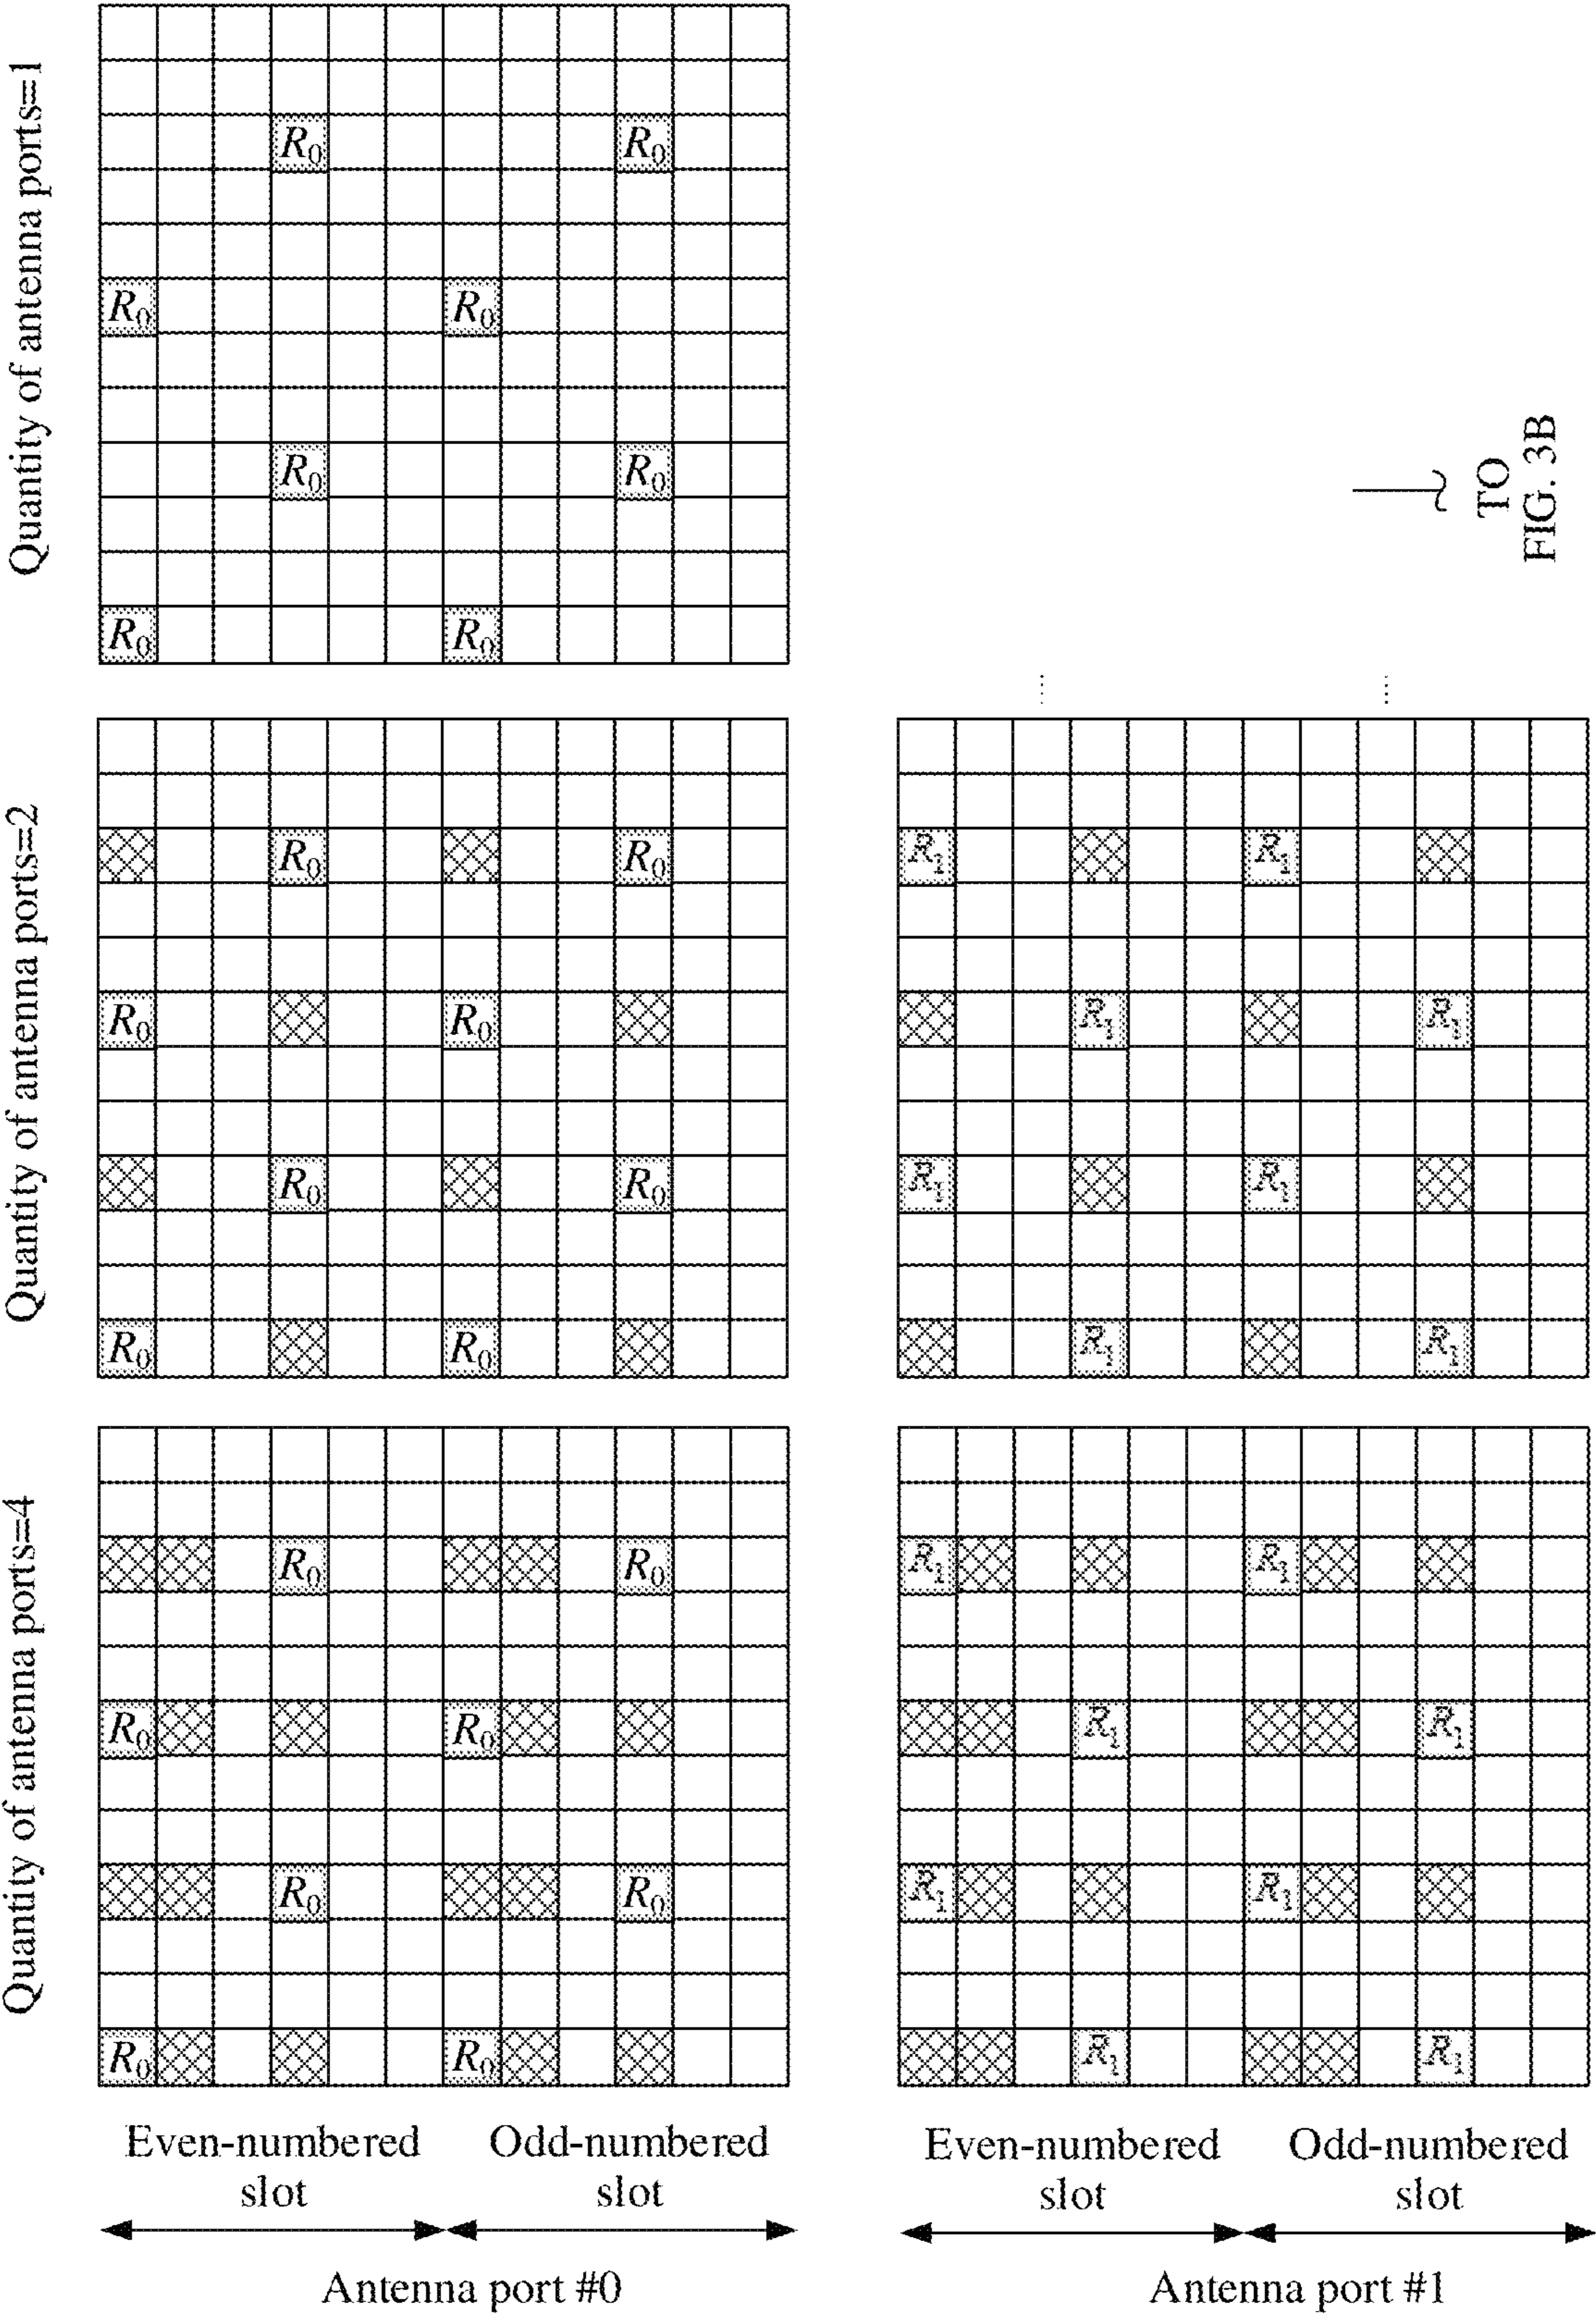 Quantity of antenna ports=1
R₀ R₀
R₀ R₀
R₀ R₀
R₀ R₀
TO
FIG. 3B
Quantity of antenna ports=2
R₀ R₀
R₀ R₀
R₀ R₀
R₀ R₀
R₁ R₁
R₁ R₁
R₁ R₁
R₁ R₁
Quantity of antenna ports=4
R₀ R₀
R₀ R₀
R₀ R₀
R₀ R₀
R₁ R₁
R₁ R₁
R₁ R₁
R₁ R₁
Even-numbered
slot
Odd-numbered
slot
Antenna port #0
Even-numbered
slot
Odd-numbered
slot
Antenna port #1